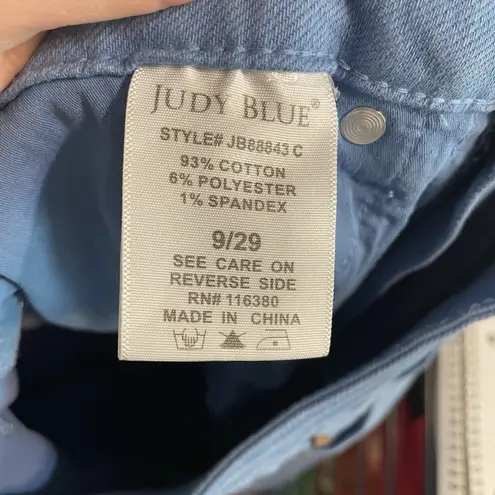 JUDY BLUE®
STYLE# JB88843 C
93% COTTON
6% POLYESTER
1% SPANDEX
9/29
SEE CARE ON
REVERSE SIDE
RN# 116380
MADE IN CHINA